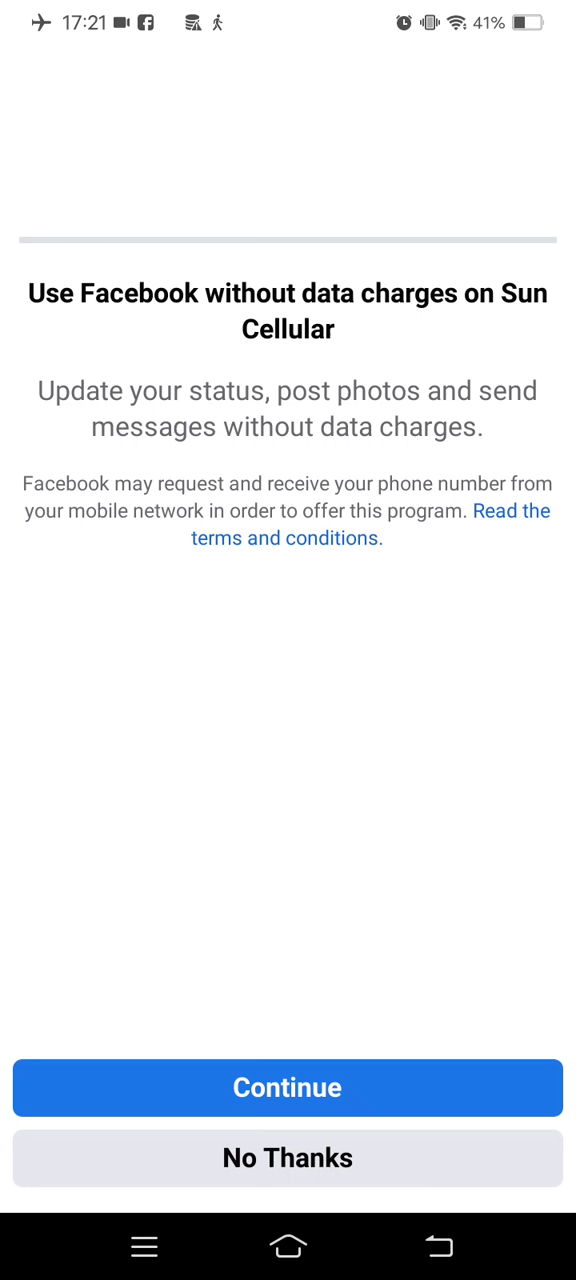 17:21
41%
Use Facebook without data charges on Sun
Cellular
Update your status, post photos and send
messages without data charges.
Facebook may request and receive your phone number from
your mobile network in order to offer this program. Read the
terms and conditions.
Continue
No Thanks